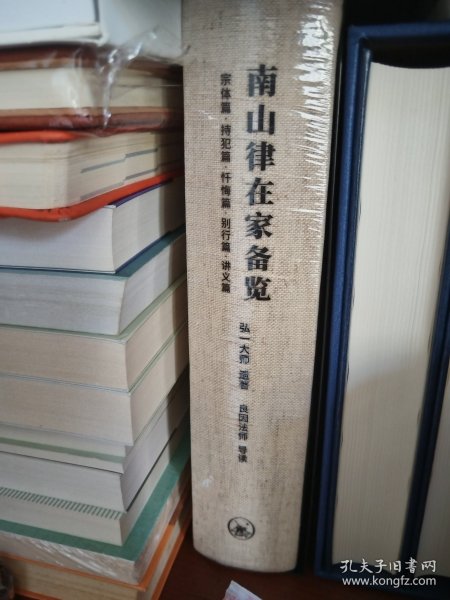 南山律在家备览
宗体篇·持犯篇·忏悔篇·别行篇·讲义篇
弘一大师 遗著 良因法师 导读
孔夫子旧书网
www.kongfz.com